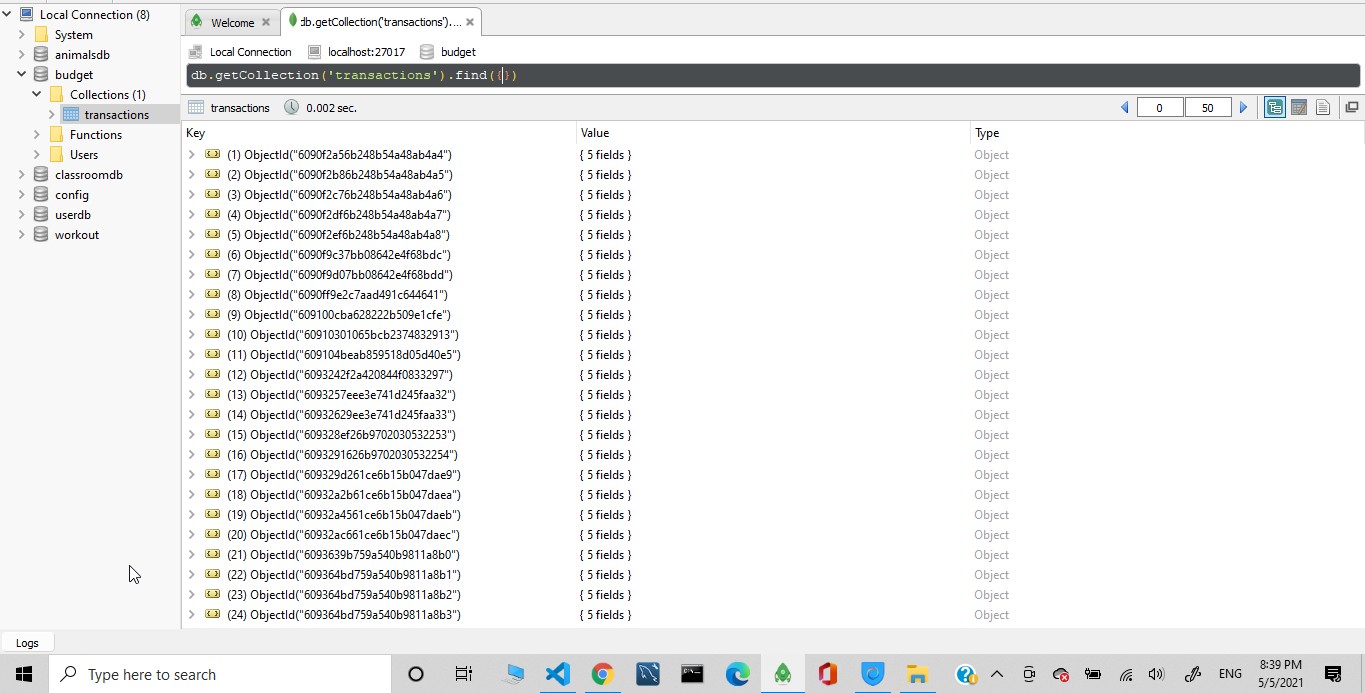 Local Connection (8)
System
animalsdb
budget
Collections (1)
transactions
Functions
Users
classroomdb
config
userdb
workout
Welcome
db.getCollection('transactions')....
Local Connection localhost:27017 budget
db.getCollection('transactions').find({})
transactions 0.002 sec. 0 50
Key Value Type
(1) ObjectId("6090f2a56b248b54a48ab4a4") { 5 fields } Object
(2) ObjectId("6090f2b86b248b54a48ab4a5") { 5 fields } Object
(3) ObjectId("6090f2c76b248b54a48ab4a6") { 5 fields } Object
(4) ObjectId("6090f2df6b248b54a48ab4a7") { 5 fields } Object
(5) ObjectId("6090f2ef6b248b54a48ab4a8") { 5 fields } Object
(6) ObjectId("6090f9c37bb08642e4f68bdc") { 5 fields } Object
(7) ObjectId("6090f9d07bb08642e4f68bdd") { 5 fields } Object
(8) ObjectId("6090ff9e2c7aad491c644641") { 5 fields } Object
(9) ObjectId("609100cba628222b509e1cfe") { 5 fields } Object
(10) ObjectId("60910301065bcb2374832913") { 5 fields } Object
(11) ObjectId("609104beab859518d05d40e5") { 5 fields } Object
(12) ObjectId("6093242f2a420844f0833297") { 5 fields } Object
(13) ObjectId("6093257eee3e741d245faa32") { 5 fields } Object
(14) ObjectId("60932629ee3e741d245faa33") { 5 fields } Object
(15) ObjectId("609328ef26b9702030532253") { 5 fields } Object
(16) ObjectId("6093291626b9702030532254") { 5 fields } Object
(17) ObjectId("609329d261ce6b15b047dae9") { 5 fields } Object
(18) ObjectId("60932a2b61ce6b15b047daea") { 5 fields } Object
(19) ObjectId("60932a4561ce6b15b047daeb") { 5 fields } Object
(20) ObjectId("60932ac661ce6b15b047daec") { 5 fields } Object
(21) ObjectId("6093639b759a540b9811a8b0") { 5 fields } Object
(22) ObjectId("609364bd759a540b9811a8b1") { 5 fields } Object
(23) ObjectId("609364bd759a540b9811a8b2") { 5 fields } Object
(24) ObjectId("609364bd759a540b9811a8b3") { 5 fields } Object
Logs
Type here to search
ENG
8:39 PM
5/5/2021